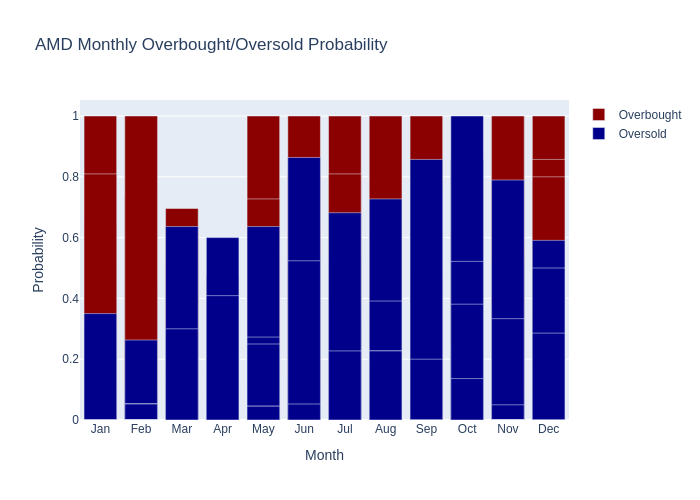 AMD Monthly Overbought/Oversold Probability
Overbought
Oversold
1
0.8
0.6
0.4
0.2
0
Probability
Jan Feb Mar Apr May Jun Jul Aug Sep Oct Nov Dec
Month